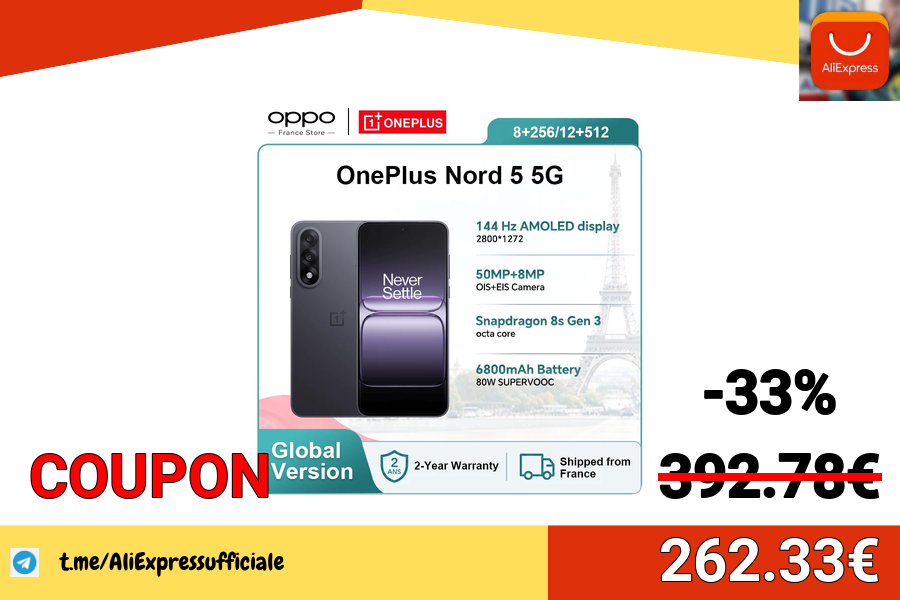 AliExpress
oppo
France Store
1+ ONEPLUS
8+256/12+512
OnePlus Nord 5 5G
144 Hz AMOLED display
2800*1272
50MP+8MP
OIS+EIS Camera
Snapdragon 8s Gen 3
octa core
6800mAh Battery
80W SUPERVOOC
Never
Settle
1+
Global
Version
2
ANS
2-Year Warranty
Shipped from
France
COUPON
-33%
392.78€
262.33€
t.me/AliExpressufficiale